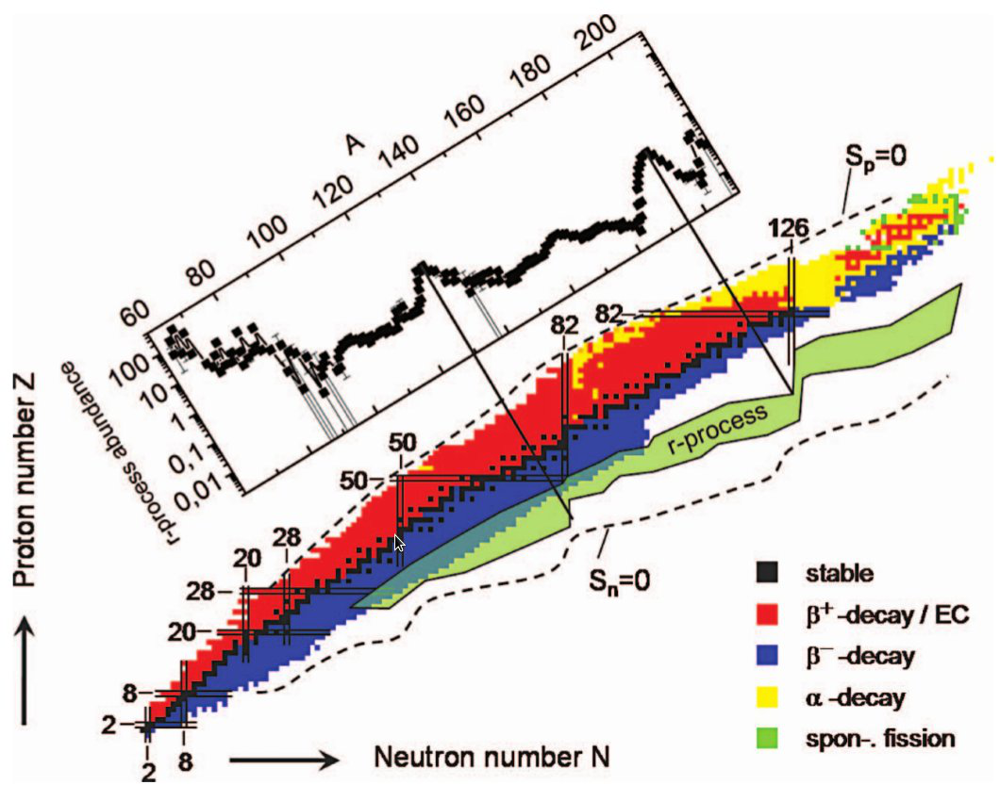 60
80
100
120
140
160
180
200
A
100
10
1
0,1
0,01
r-process abundance
Sp=0
126
82
82
50
50
28
20
28
20
8
2
2
8
r-process
Sn=0
Proton number Z
Neutron number N
stable
β+ -decay / EC
β− -decay
α -decay
spon-. fission